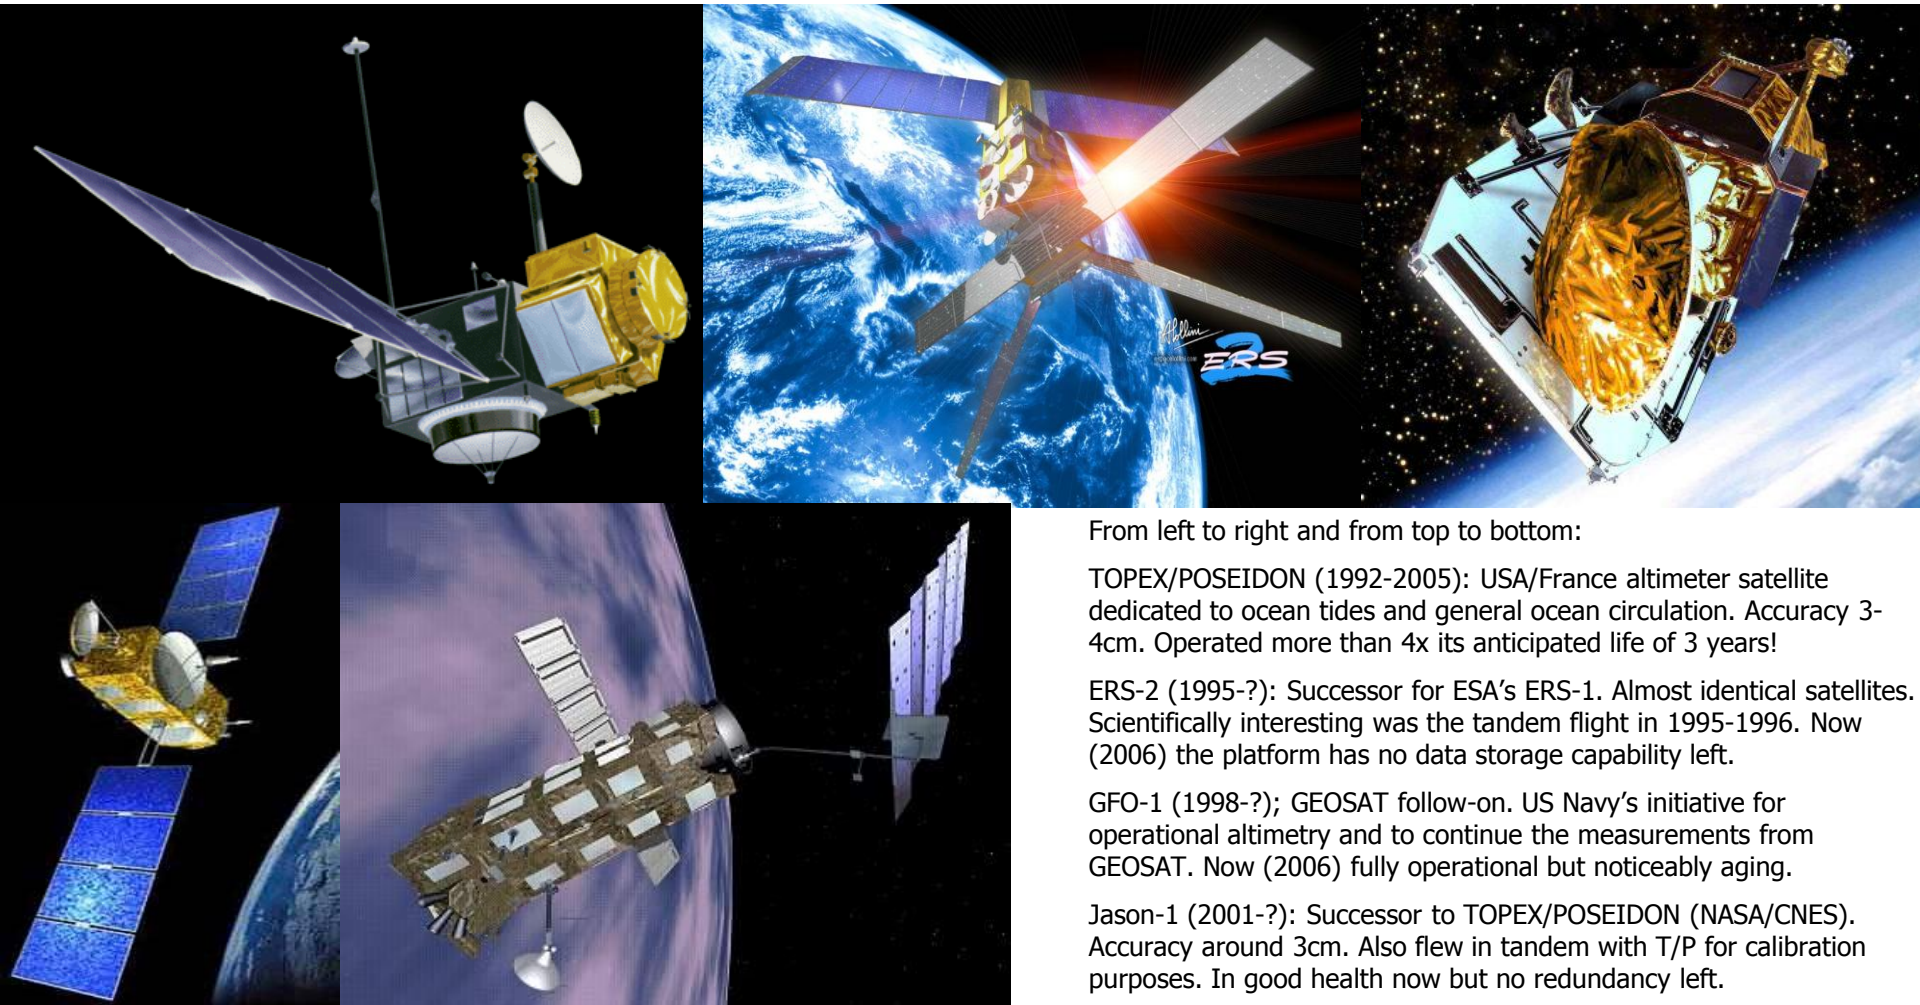 ERS
2
From left to right and from top to bottom:
TOPEX/POSEIDON (1992-2005): USA/France altimeter satellite
dedicated to ocean tides and general ocean circulation. Accuracy 3-
4cm. Operated more than 4x its anticipated life of 3 years!
ERS-2 (1995-?): Successor for ESA’s ERS-1. Almost identical satellites.
Scientifically interesting was the tandem flight in 1995-1996. Now
(2006) the platform has no data storage capability left.
GFO-1 (1998-?); GEOSAT follow-on. US Navy’s initiative for
operational altimetry and to continue the measurements from
GEOSAT. Now (2006) fully operational but noticeably aging.
Jason-1 (2001-?): Successor to TOPEX/POSEIDON (NASA/CNES).
Accuracy around 3cm. Also flew in tandem with T/P for calibration
purposes. In good health now but no redundancy left.